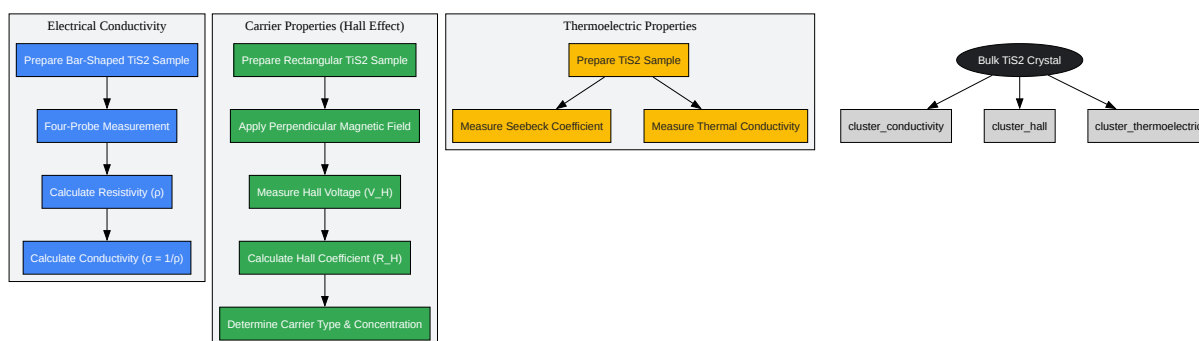 Electrical Conductivity
Prepare Bar-Shaped TiS2 Sample
Four-Probe Measurement
Calculate Resistivity (ρ)
Calculate Conductivity (σ = 1/ρ)
Carrier Properties (Hall Effect)
Prepare Rectangular TiS2 Sample
Apply Perpendicular Magnetic Field
Measure Hall Voltage (V_H)
Calculate Hall Coefficient (R_H)
Determine Carrier Type & Concentration
Thermoelectric Properties
Prepare TiS2 Sample
Measure Seebeck Coefficient
Measure Thermal Conductivity
Bulk TiS2 Crystal
cluster_conductivity
cluster_hall
cluster_thermoelectric